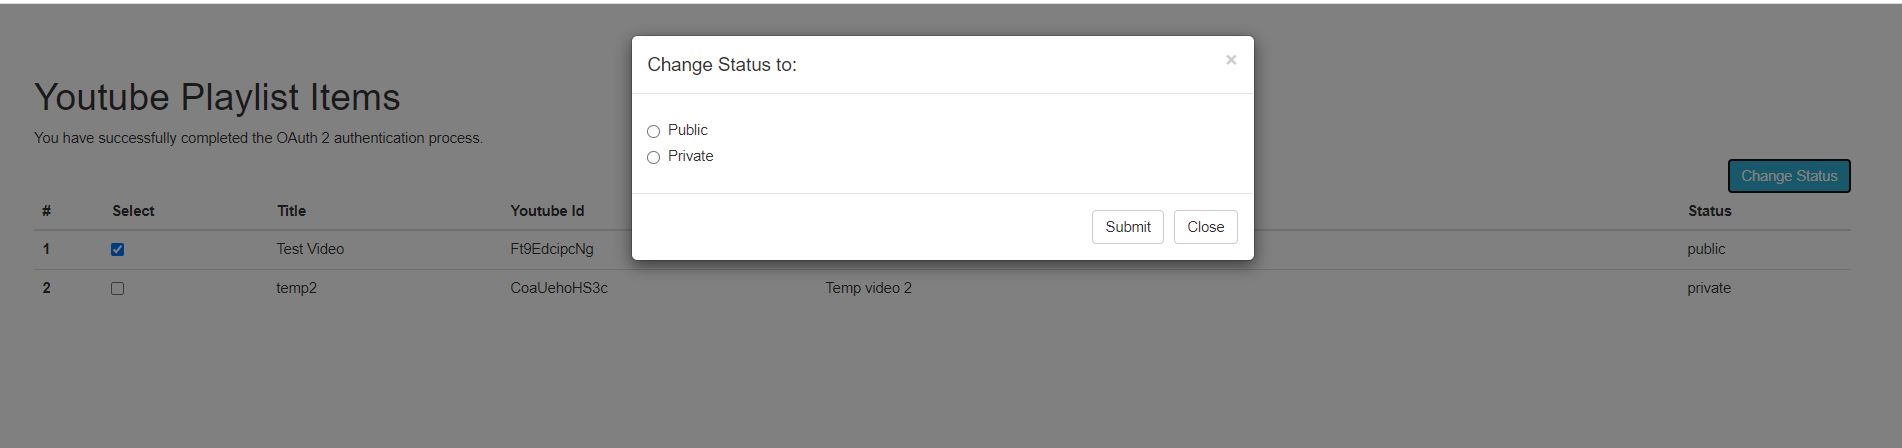 Change Status to: ×
Youtube Playlist Items
You have successfully completed the OAuth 2 authentication process.
Public
Private
Change Status
Submit Close
# Select Title Youtube Id Status
1 Test Video Ft9EdcipcNg public
2 temp2 CoaUehoHS3c Temp video 2 private